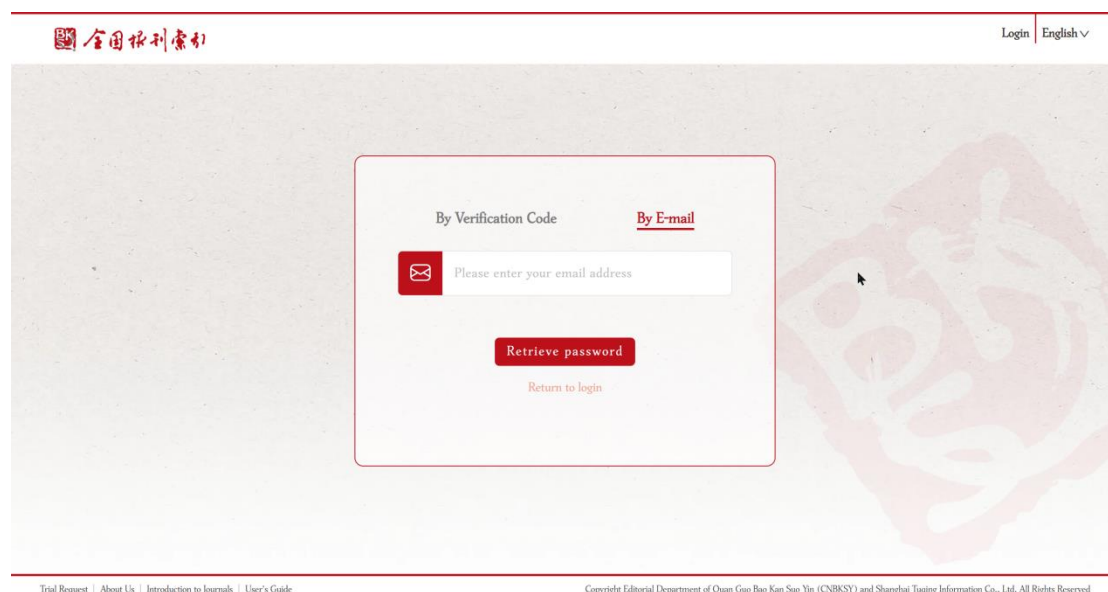 全国报刊索引
Login English
By Verification Code By E-mail
Please enter your email address
Retrieve password
Return to login
Trial Request | About Us | Introduction to Journals | User's Guide
Copyright Editorial Department of Quan Guo Bao Kan Suo Yin (CNBKSY) and Shanghai Tuqing Information Co., Ltd. All Rights Reserved